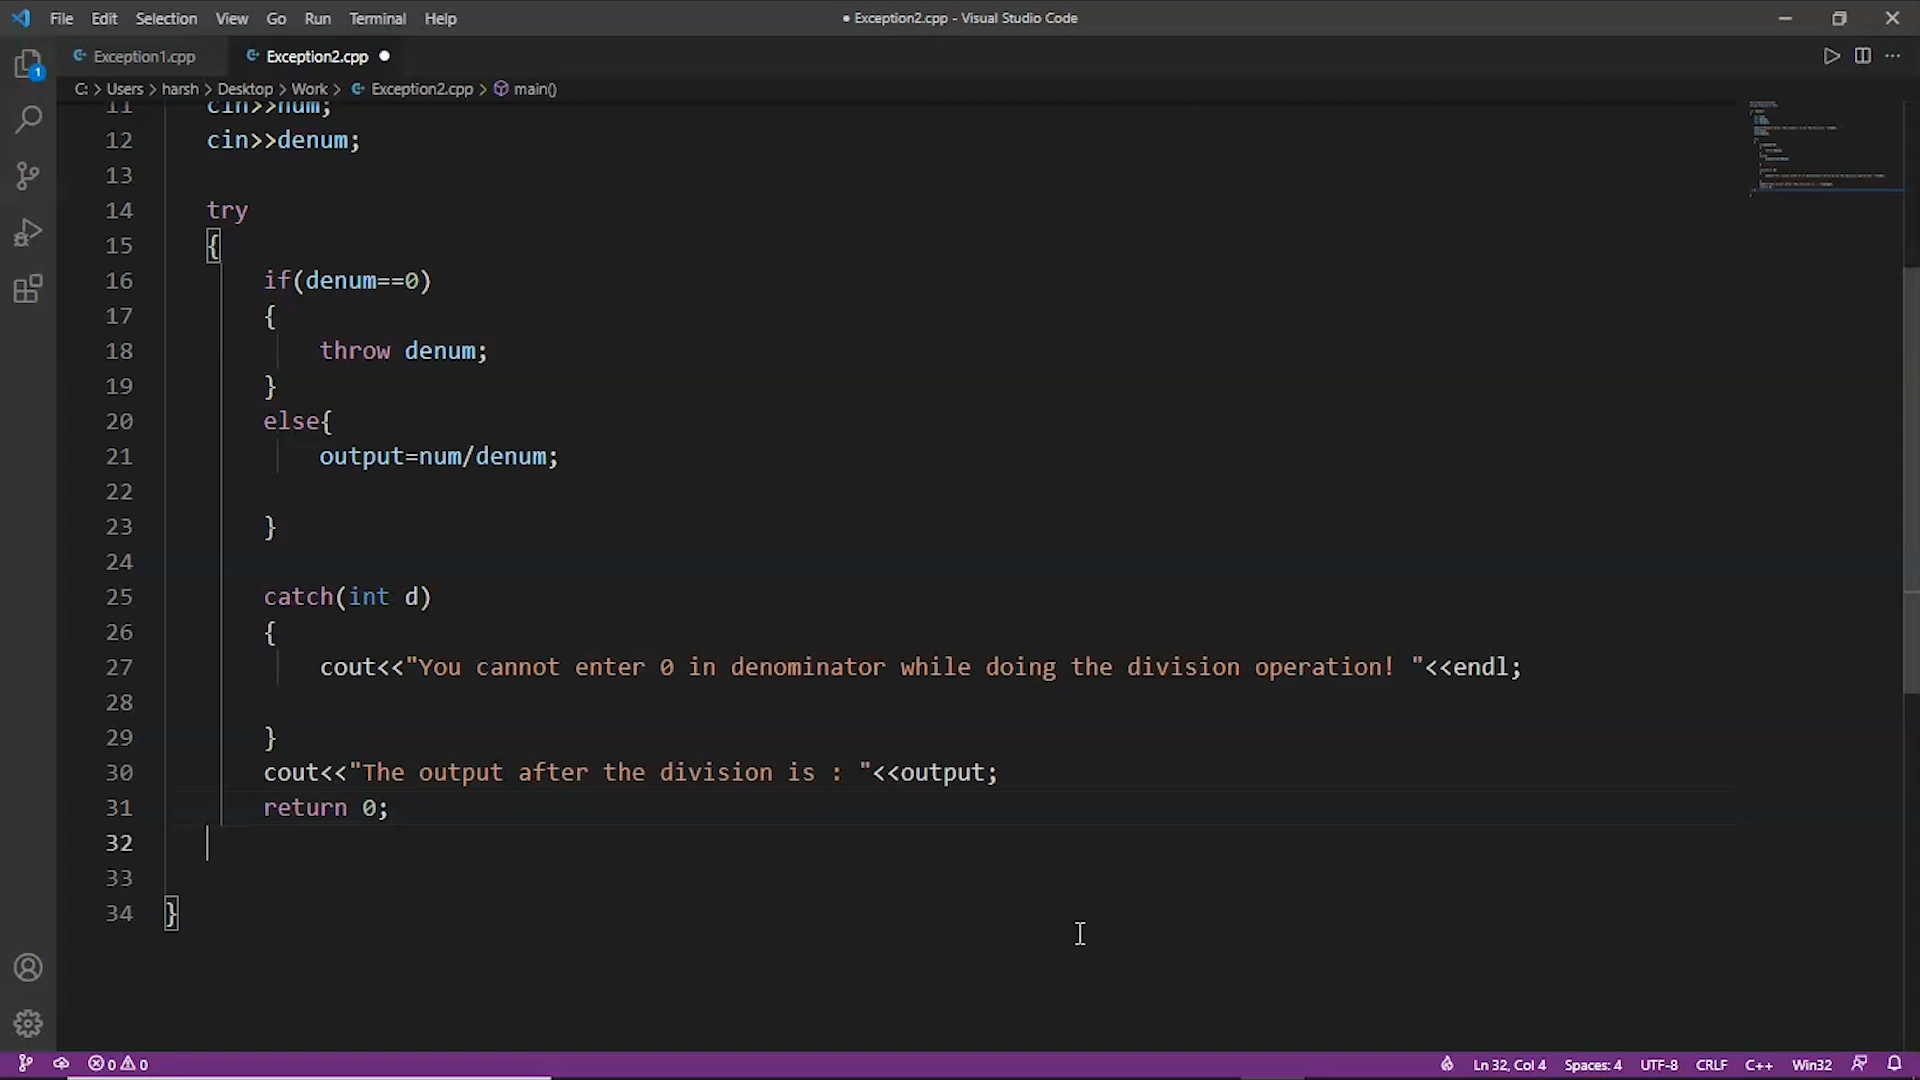 File Edit Selection View Go Run Terminal Help
● Exception2.cpp - Visual Studio Code
Exception1.cpp
Exception2.cpp ●
C: > Users > harsh > Desktop > Work > Exception2.cpp > main()
1
11 cin>>num;
12 cin>>denum;
13
14 try
15 {
16 if(denum==0)
17 {
18 throw denum;
19 }
20 else{
21 output=num/denum;
22
23 }
24
25 catch(int d)
26 {
27 cout<<"You cannot enter 0 in denominator while doing the division operation! "<<endl;
28
29 }
30 cout<<"The output after the division is : "<<output;
31 return 0;
32
33
34 }
0 0 Ln 32, Col 4 Spaces: 4 UTF-8 CRLF C++ Win32